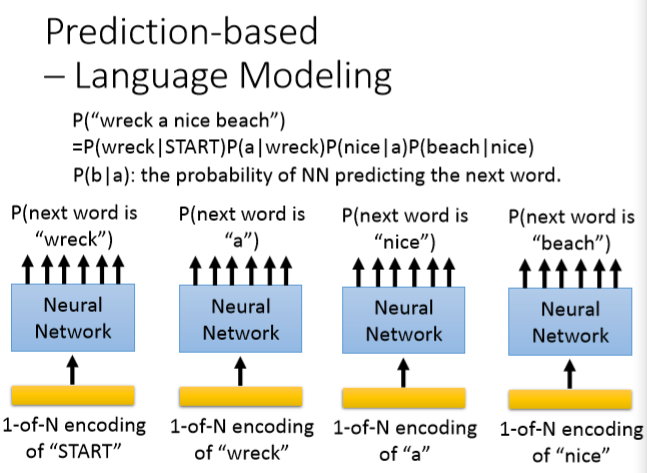 Prediction-based
– Language Modeling
P(“wreck a nice beach”)
=P(wreck|START)P(a|wreck)P(nice|a)P(beach|nice)
P(b|a): the probability of NN predicting the next word.
P(next word is
“wreck”)
P(next word is
“a”)
P(next word is
“nice”)
P(next word is
“beach”)
Neural
Network
Neural
Network
Neural
Network
Neural
Network
1-of-N encoding
of “START”
1-of-N encoding
of “wreck”
1-of-N encoding
of “a”
1-of-N encoding
of “nice”